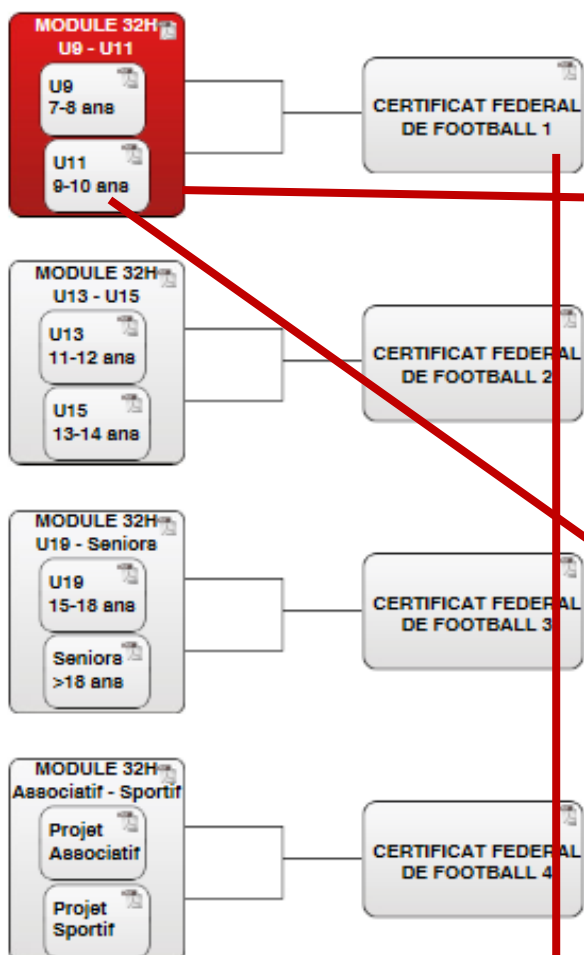 MODULE 32H
U9 - U11
U9
7-8 ans
U11
9-10 ans
CERTIFICAT FEDERAL
DE FOOTBALL 1
MODULE 32H
U13 - U15
U13
11-12 ans
U15
13-14 ans
CERTIFICAT FEDERAL
DE FOOTBALL 2
MODULE 32H
U19 - Seniors
U19
15-18 ans
Seniors
>18 ans
CERTIFICAT FEDERAL
DE FOOTBALL 3
MODULE 32H
Associatif - Sportif
Projet
Associatif
Projet
Sportif
CERTIFICAT FEDERAL
DE FOOTBALL 4